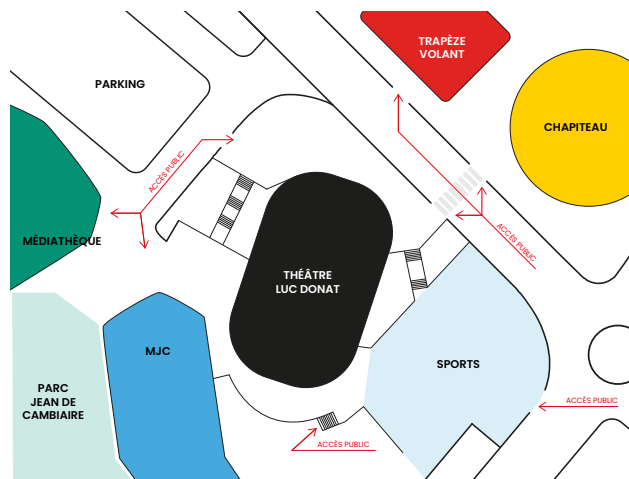 TRAPÈZE
VOLANT
PARKING
CHAPITEAU
ACCÈS PUBLIC
MÉDIATHÈQUE
ACCÈS PUBLIC
THÉÂTRE
LUC DONAT
MJC
SPORTS
PARC
JEAN DE
CAMBIAIRE
ACCÈS PUBLIC
ACCÈS PUBLIC